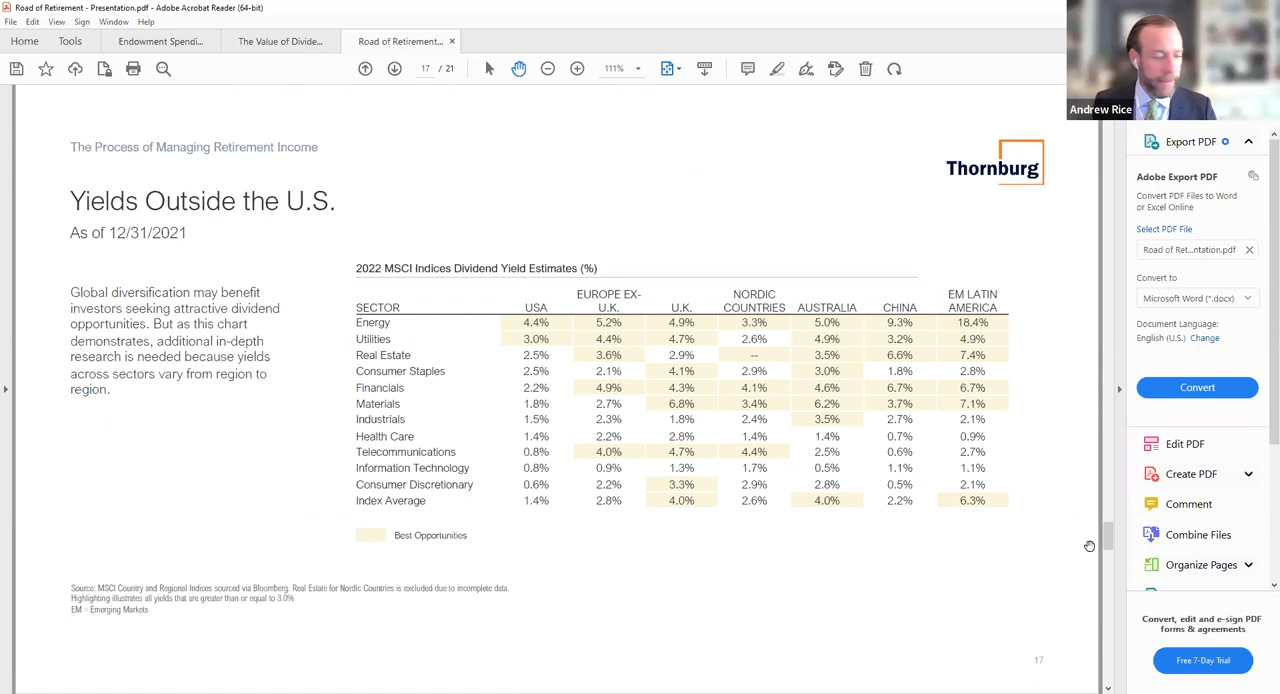 Road of Retirement - Presentation.pdf - Adobe Acrobat Reader (64-bit)
File Edit View Sign Window Help
Home Tools Endowment Spendi... The Value of Divide... Road of Retirement... ×
17 / 21 111%
Andrew Rice
The Process of Managing Retirement Income
Thornburg
Yields Outside the U.S.
As of 12/31/2021
Global diversification may benefit
investors seeking attractive dividend
opportunities. But as this chart
demonstrates, additional in-depth
research is needed because yields
across sectors vary from region to
region.
2022 MSCI Indices Dividend Yield Estimates (%)
SECTOR USA EUROPE EX-U.K. U.K. NORDIC COUNTRIES AUSTRALIA CHINA EM LATIN AMERICA
Energy 4.4% 5.2% 4.9% 3.3% 5.0% 9.3% 18.4%
Utilities 3.0% 4.4% 4.7% 2.6% 4.9% 3.2% 4.9%
Real Estate 2.5% 3.6% 2.9% -- 3.5% 6.6% 7.4%
Consumer Staples 2.5% 2.1% 4.1% 2.9% 3.0% 1.8% 2.8%
Financials 2.2% 4.9% 4.3% 4.1% 4.6% 6.7% 6.7%
Materials 1.8% 2.7% 6.8% 3.4% 6.2% 3.7% 7.1%
Industrials 1.5% 2.3% 1.8% 2.4% 3.5% 2.7% 2.1%
Health Care 1.4% 2.2% 2.8% 1.4% 1.4% 0.7% 0.9%
Telecommunications 0.8% 4.0% 4.7% 4.4% 2.5% 0.6% 2.7%
Information Technology 0.8% 0.9% 1.3% 1.7% 0.5% 1.1% 1.1%
Consumer Discretionary 0.6% 2.2% 3.3% 2.9% 2.8% 0.5% 2.1%
Index Average 1.4% 2.8% 4.0% 2.6% 4.0% 2.2% 6.3%
Best Opportunities
Source: MSCI Country and Regional Indices sourced via Bloomberg. Real Estate for Nordic Countries is excluded due to incomplete data.
Highlighting illustrates all yields that are greater than or equal to 3.0%
EM = Emerging Markets
17
Export PDF
Adobe Export PDF
Convert PDF Files to Word
or Excel Online
Select PDF File
Road of Ret...ntation.pdf
Convert to
Microsoft Word (*.docx)
Document Language:
English (U.S.) Change
Convert
Edit PDF
Create PDF
Comment
Combine Files
Organize Pages
Convert, edit and e-sign PDF
forms & agreements
Free 7-Day Trial